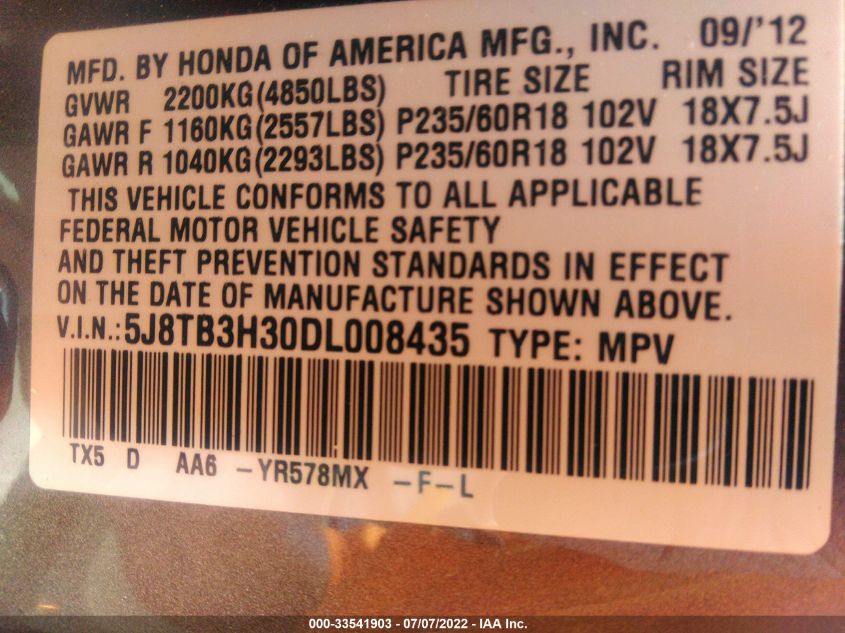 MFD. BY HONDA OF AMERICA MFG., INC. 09/'12
GVWR 2200KG(4850LBS) TIRE SIZE RIM SIZE
GAWR F 1160KG(2557LBS) P235/60R18 102V 18X7.5J
GAWR R 1040KG(2293LBS) P235/60R18 102V 18X7.5J
THIS VEHICLE CONFORMS TO ALL APPLICABLE
FEDERAL MOTOR VEHICLE SAFETY
AND THEFT PREVENTION STANDARDS IN EFFECT
ON THE DATE OF MANUFACTURE SHOWN ABOVE.
V.I.N.:5J8TB3H30DL008435 TYPE: MPV
TX5 D AA6 -YR578MX -F-L
000-33541903 - 07/07/2022 - IAA Inc.